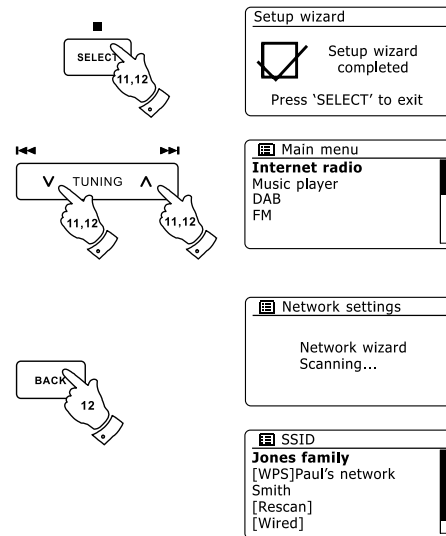 SELECT
11,12
TUNING
11,12
11,12
BACK
12
Setup wizard
Setup wizard
completed
Press ‘SELECT’ to exit
Main menu
Internet radio
Music player
DAB
FM
Network settings
Network wizard
Scanning...
SSID
Jones family
[WPS]Paul's network
Smith
[Rescan]
[Wired]